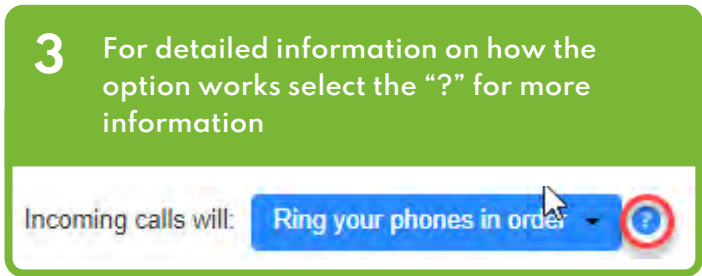 3 For detailed information on how the
option works select the “?” for more
information
Incoming calls will: Ring your phones in order ?